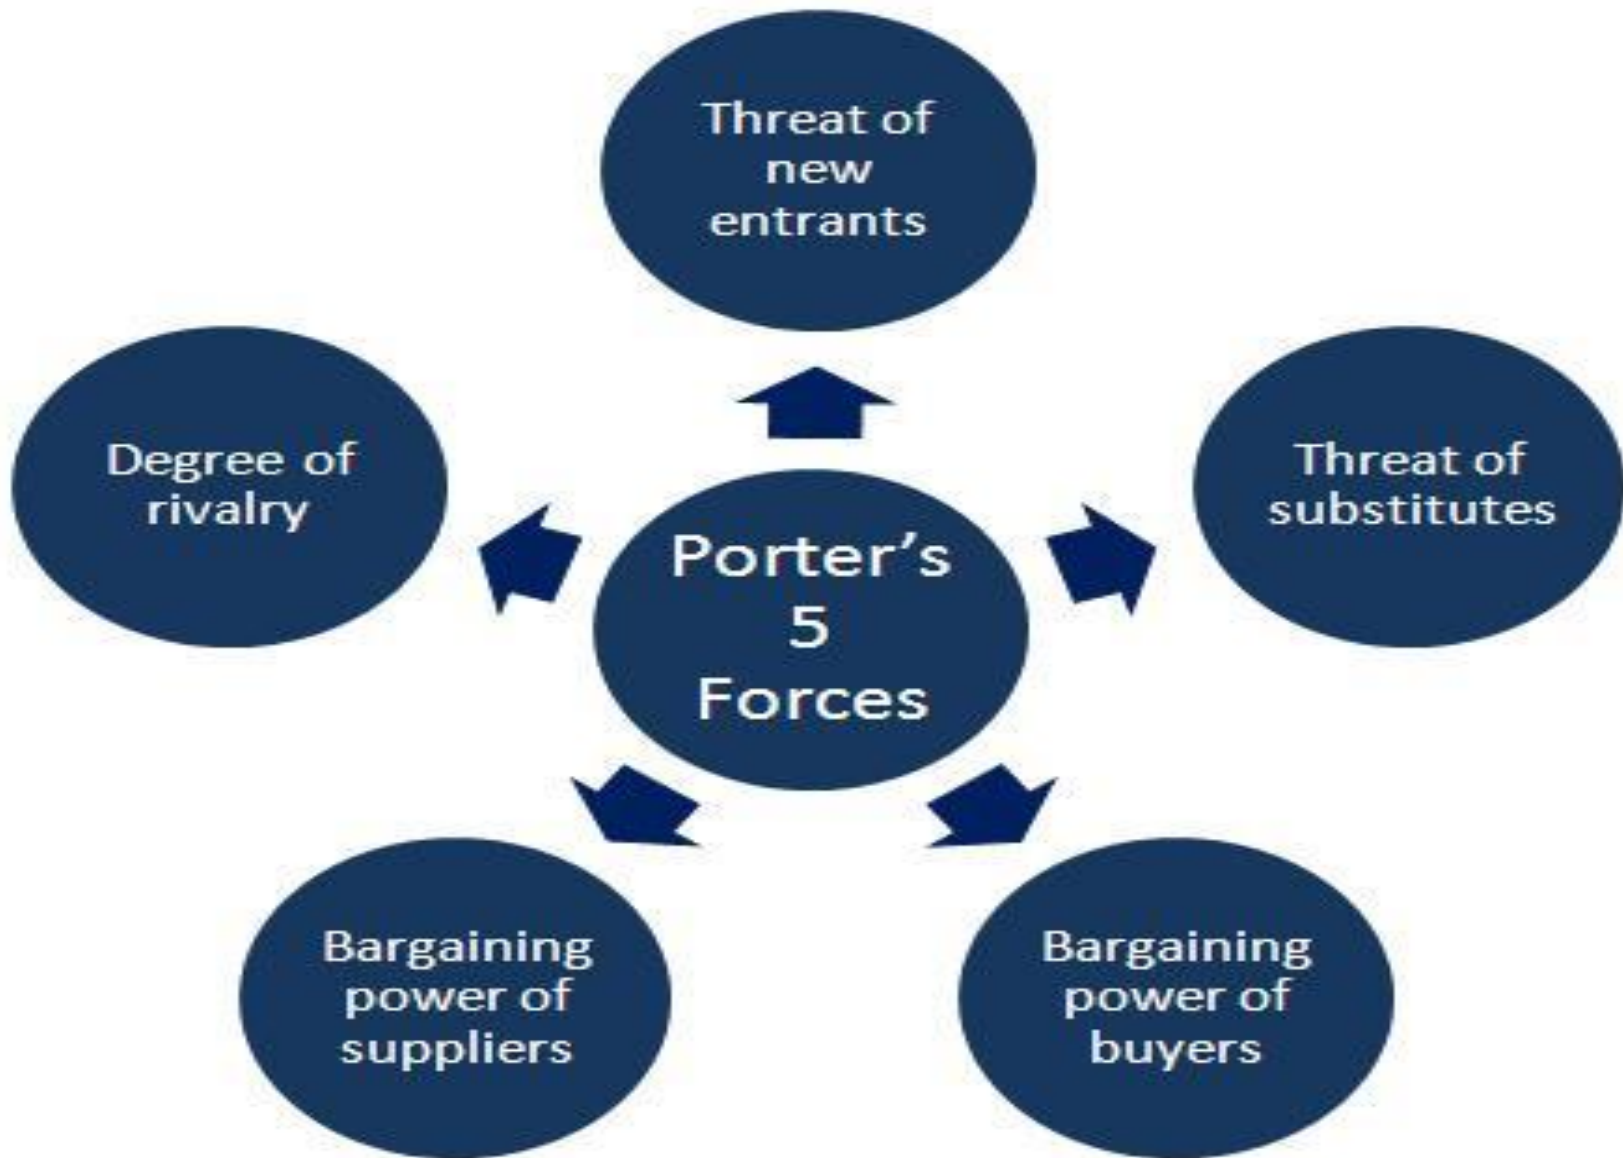 Threat of
new
entrants
Degree of
rivalry
Threat of
substitutes
Porter’s
5
Forces
Bargaining
power of
suppliers
Bargaining
power of
buyers